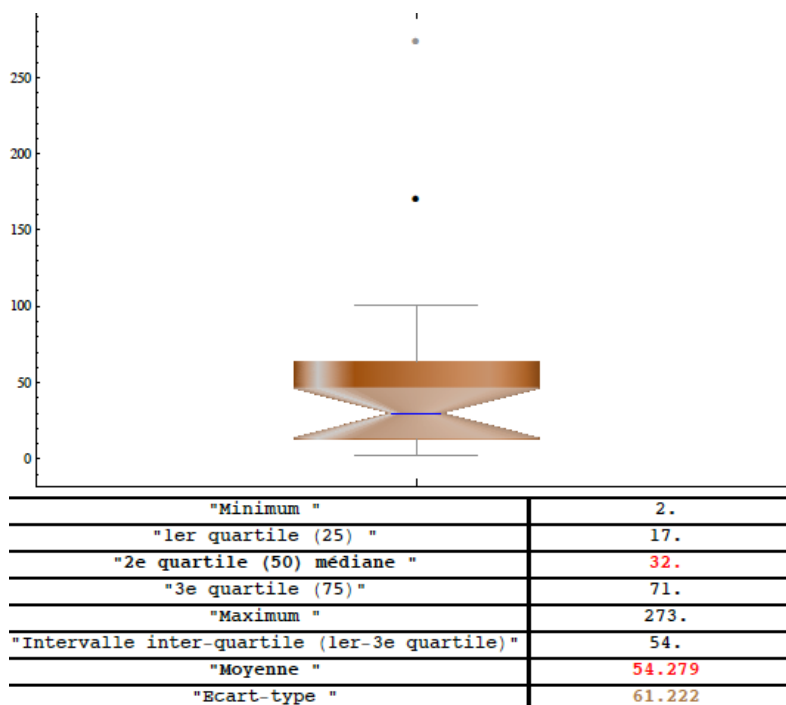 250
200
150
100
50
0
"Minimum " 2.
"1er quartile (25) " 17.
"2e quartile (50) médiane " 32.
"3e quartile (75)" 71.
"Maximum " 273.
"Intervalle inter-quartile (1er-3e quartile)" 54.
"Moyenne " 54.279
"Ecart-type " 61.222